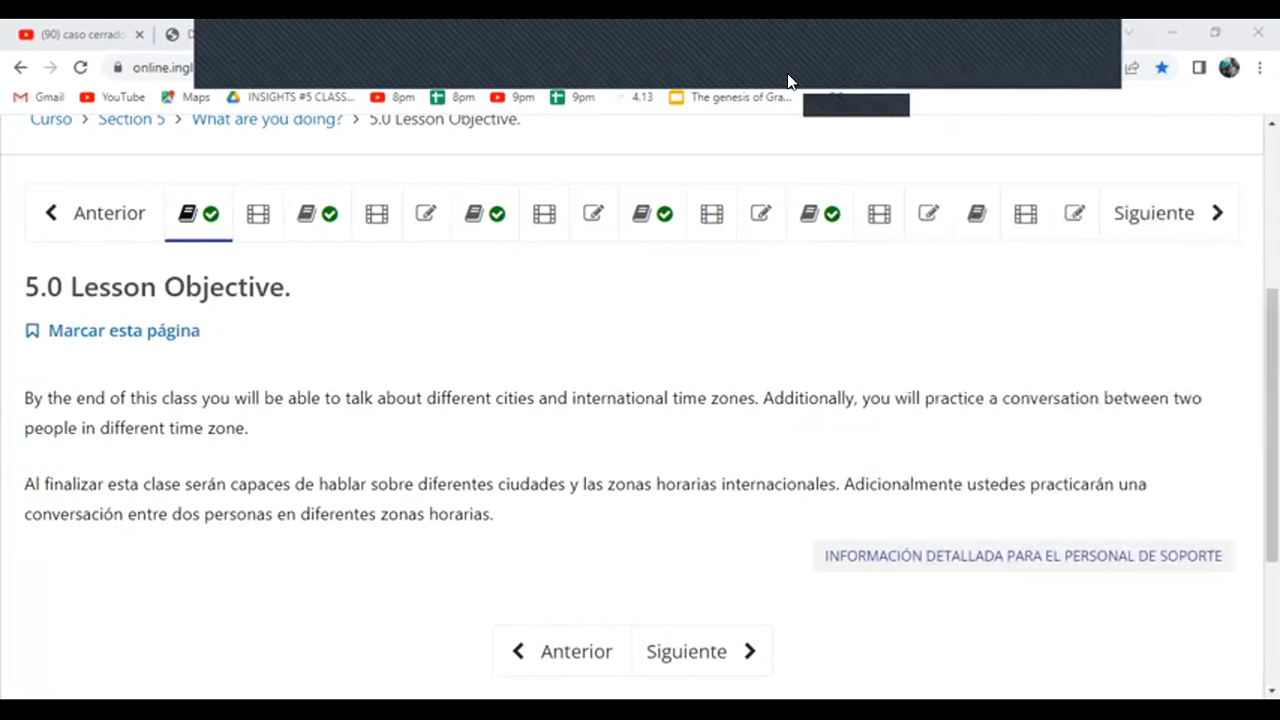 (90) caso cerrado
online.ingl
Gmail YouTube Maps INSIGHTS #5 CLASS... 8pm 8pm 9pm 9pm 4.13 The genesis of Gra...
Curso > Section 5 > What are you doing? > 5.0 Lesson Objective.
Anterior Siguiente
5.0 Lesson Objective.
Marcar esta página
By the end of this class you will be able to talk about different cities and international time zones. Additionally, you will practice a conversation between two
people in different time zone.
Al finalizar esta clase serán capaces de hablar sobre diferentes ciudades y las zonas horarias internacionales. Adicionalmente ustedes practicarán una
conversación entre dos personas en diferentes zonas horarias.
INFORMACIÓN DETALLADA PARA EL PERSONAL DE SOPORTE
Anterior Siguiente